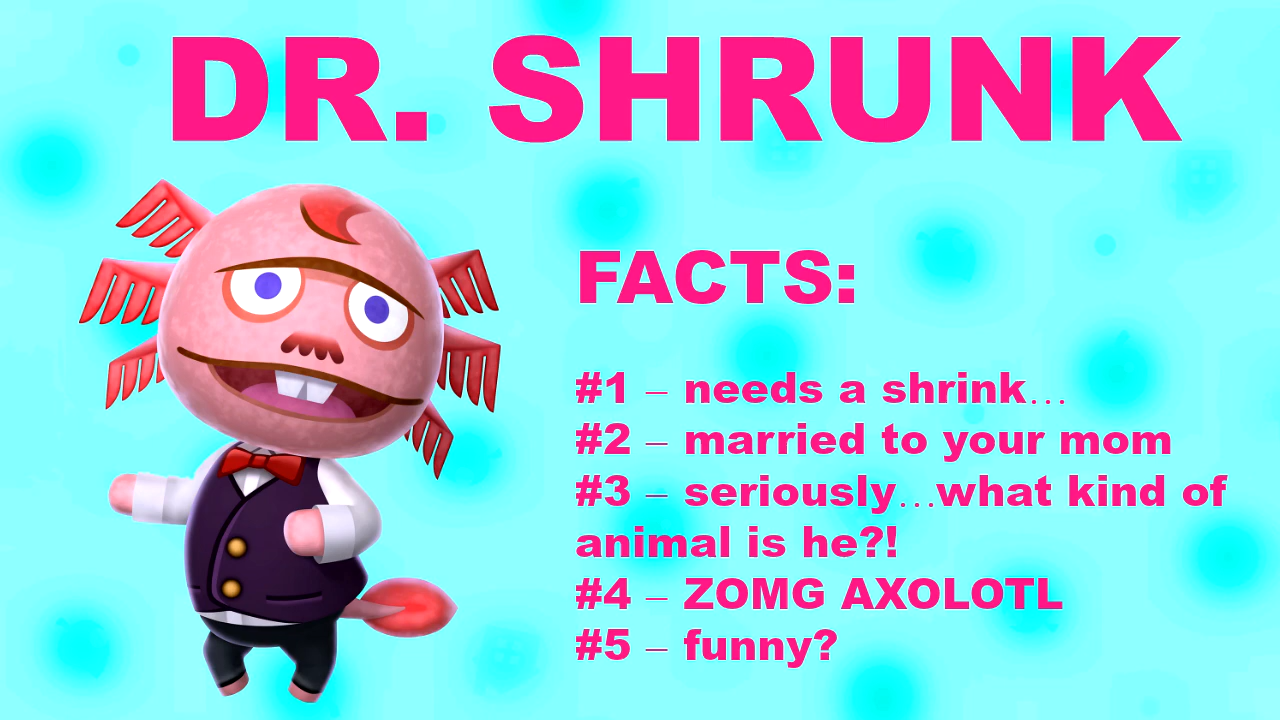 DR. SHRUNK
FACTS:
#1 – needs a shrink…
#2 – married to your mom
#3 – seriously…what kind of
animal is he?!
#4 – ZOMG AXOLOTL
#5 – funny?